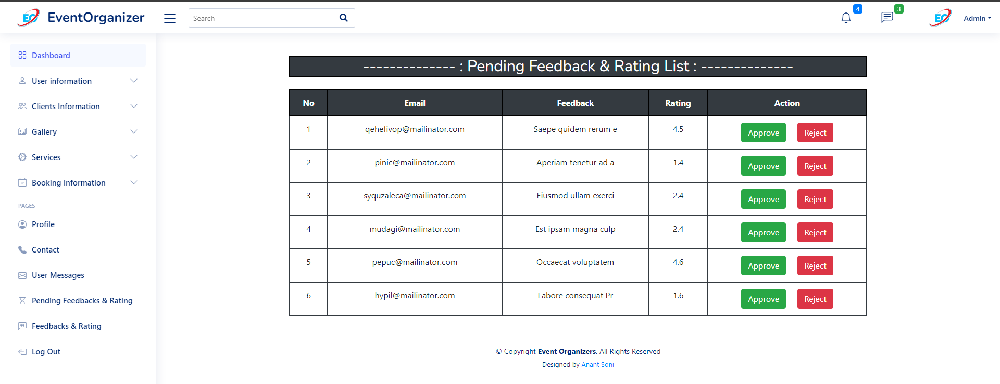 EO EventOrganizer
Search
4
3
EO
Admin
Dashboard
User information
Clients Information
Gallery
Services
Booking Information
PAGES
Profile
Contact
User Messages
Pending Feedbacks & Rating
Feedbacks & Rating
Log Out
-------------- : Pending Feedback & Rating List : --------------
No Email Feedback Rating Action
1 qehefivop@mailinator.com Saepe quidem rerum e 4.5 Approve Reject
2 pinic@mailinator.com Aperiam tenetur ad a 1.4 Approve Reject
3 syquzaleca@mailinator.com Eiusmod ullam exerci 2.4 Approve Reject
4 mudagi@mailinator.com Est ipsam magna culp 2.4 Approve Reject
5 pepuc@mailinator.com Occaecat voluptatem 4.6 Approve Reject
6 hypil@mailinator.com Labore consequat Pr 1.6 Approve Reject
© Copyright Event Organizers. All Rights Reserved
Designed by Anant Soni